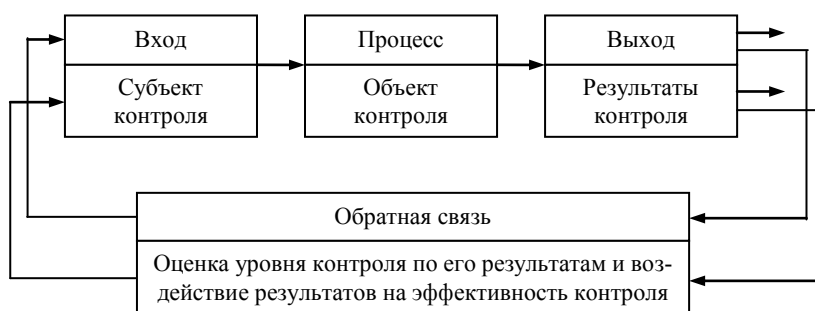 Вход
Процесс
Выход
Субъект
контроля
Объект
контроля
Результаты
контроля
Обратная связь
Оценка уровня контроля по его результатам и воз-
действие результатов на эффективность контроля